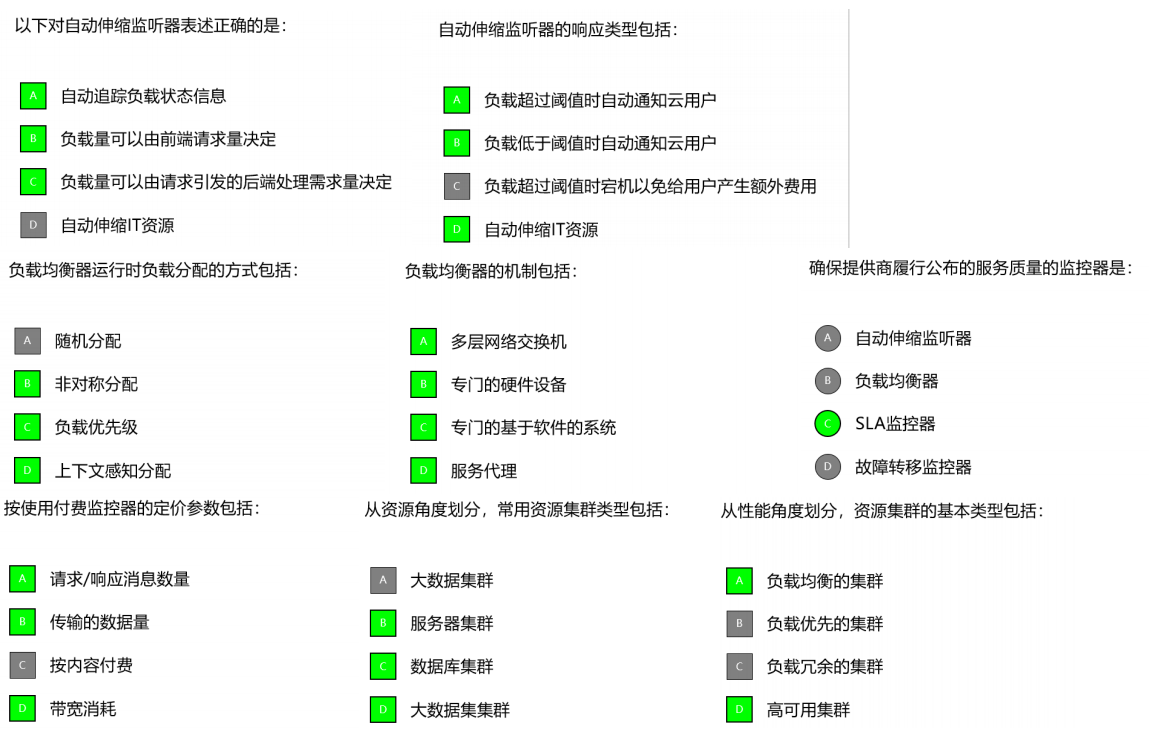 以下对自动伸缩监听器表述正确的是：
A 自动追踪负载状态信息
B 负载量可以由前端请求量决定
C 负载量可以由请求引发的后端处理需求量决定
D 自动伸缩IT资源
自动伸缩监听器的响应类型包括：
A 负载超过阈值时自动通知云用户
B 负载低于阈值时自动通知云用户
C 负载超过阈值时宕机以免给用户产生额外费用
D 自动伸缩IT资源
负载均衡器运行时负载分配的方式包括：
A 随机分配
B 非对称分配
C 负载优先级
D 上下文感知分配
负载均衡器的机制包括：
A 多层网络交换机
B 专门的硬件设备
C 专门的基于软件的系统
D 服务代理
确保提供商履行公布的服务质量的监控器是：
A 自动伸缩监听器
B 负载均衡器
C SLA监控器
D 故障转移监控器
按使用付费监控器的定价参数包括：
A 请求/响应消息数量
B 传输的数据量
C 按内容付费
D 带宽消耗
从资源角度划分，常用资源集群类型包括：
A 大数据集群
B 服务器集群
C 数据库集群
D 大数据集集群
从性能角度划分，资源集群的基本类型包括：
A 负载均衡的集群
B 负载优先的集群
C 负载冗余的集群
D 高可用集群